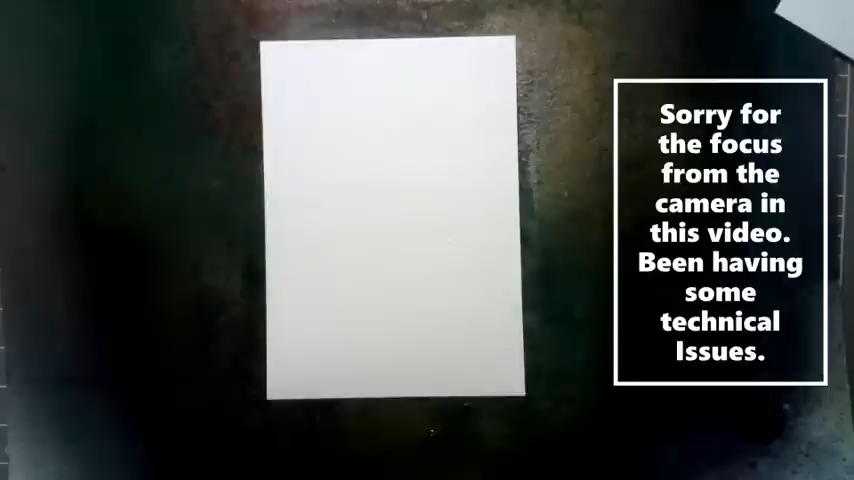 Sorry for
the focus
from the
camera in
this video.
Been having
some
technical
Issues.